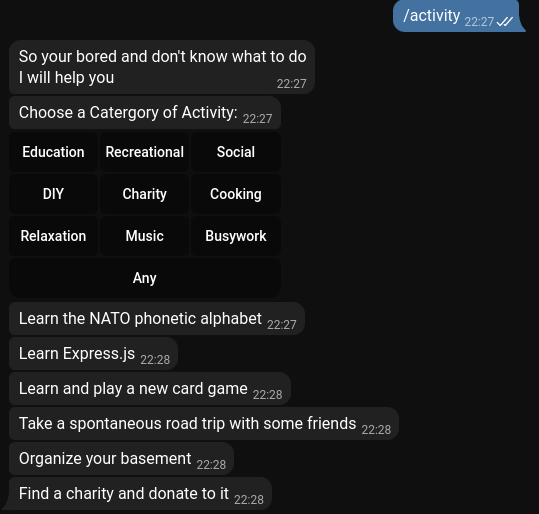 /activity 22:27
So your bored and don't know what to do
I will help you 22:27
Choose a Catergory of Activity: 22:27
Education Recreational Social
DIY Charity Cooking
Relaxation Music Busywork
Any
Learn the NATO phonetic alphabet 22:27
Learn Express.js 22:28
Learn and play a new card game 22:28
Take a spontaneous road trip with some friends 22:28
Organize your basement 22:28
Find a charity and donate to it 22:28